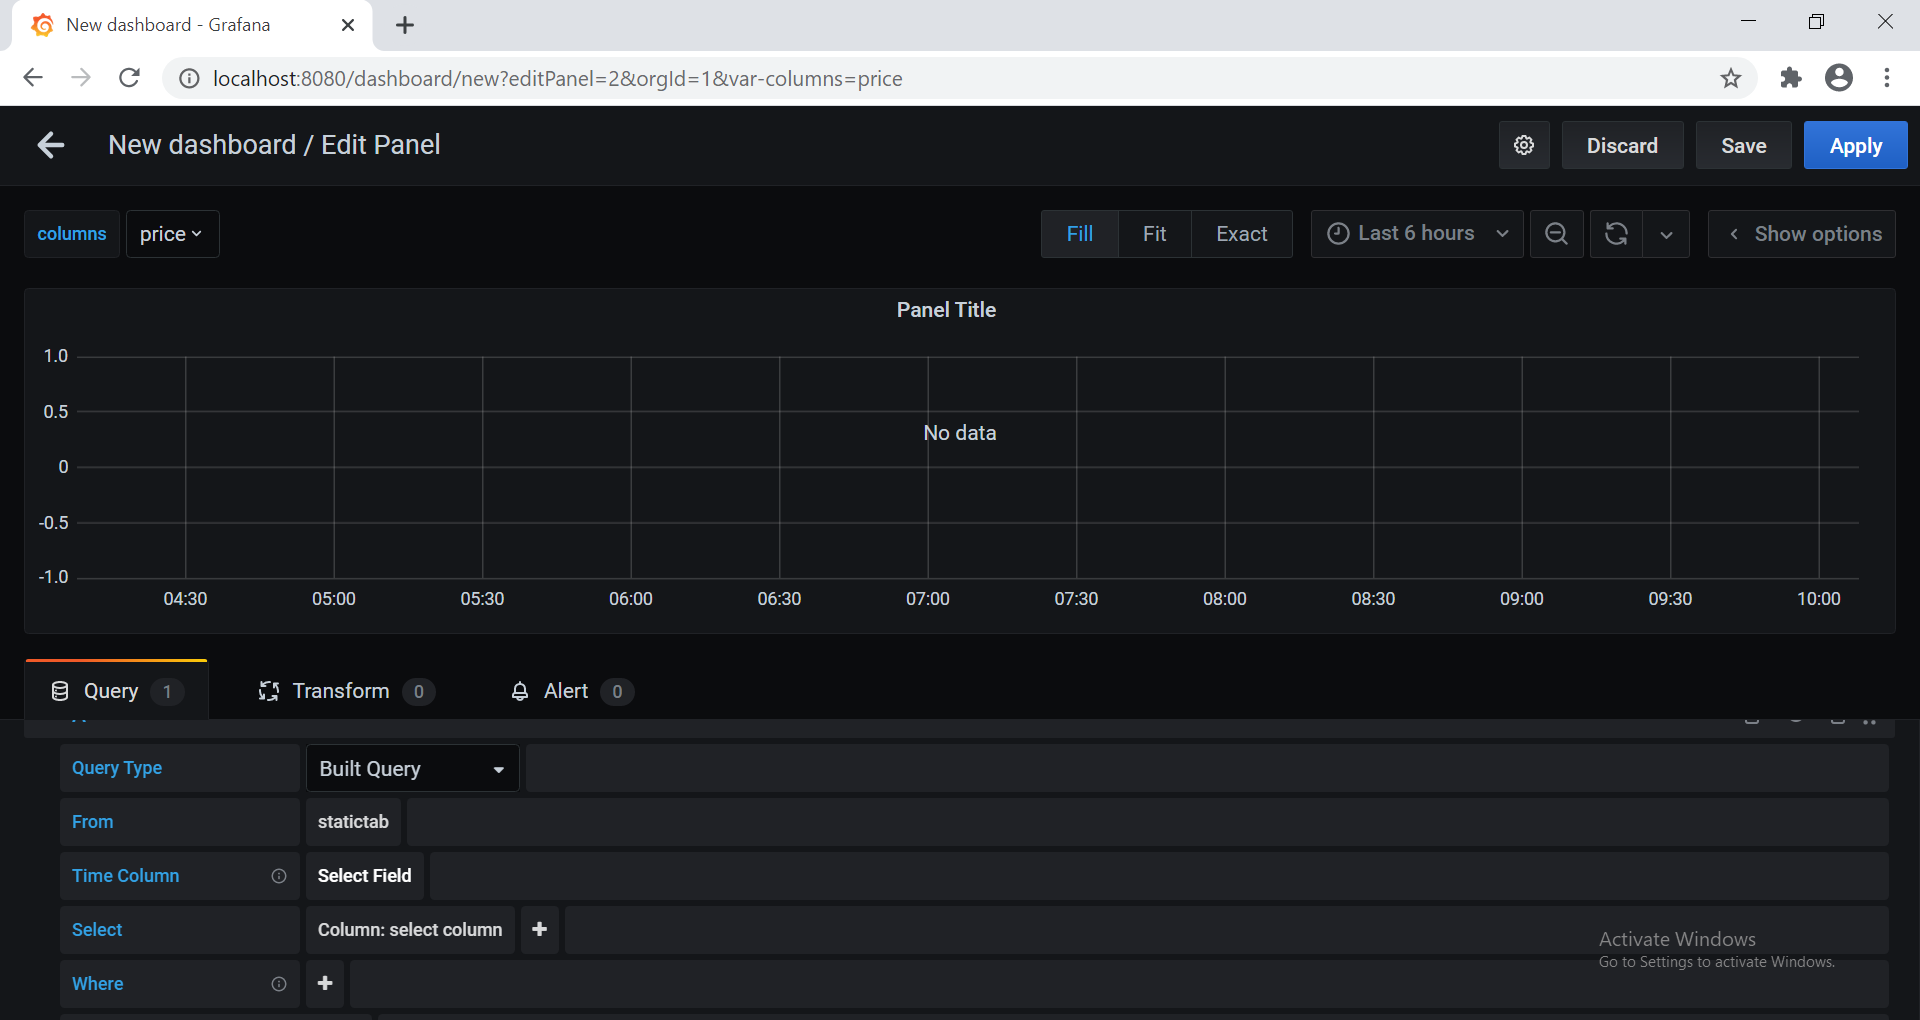 New dashboard - Grafana
localhost:8080/dashboard/new?editPanel=2&orgId=1&var-columns=price
New dashboard / Edit Panel
Discard
Save
Apply
columns
price
Fill
Fit
Exact
Last 6 hours
Show options
Panel Title
1.0
0.5
No data
0
-0.5
-1.0
04:30 05:00 05:30 06:00 06:30 07:00 07:30 08:00 08:30 09:00 09:30 10:00
Query 1
Transform 0
Alert 0
Query Type
Built Query
From
statictab
Time Column
Select Field
Select
Column: select column
Where
Activate Windows
Go to Settings to activate Windows.